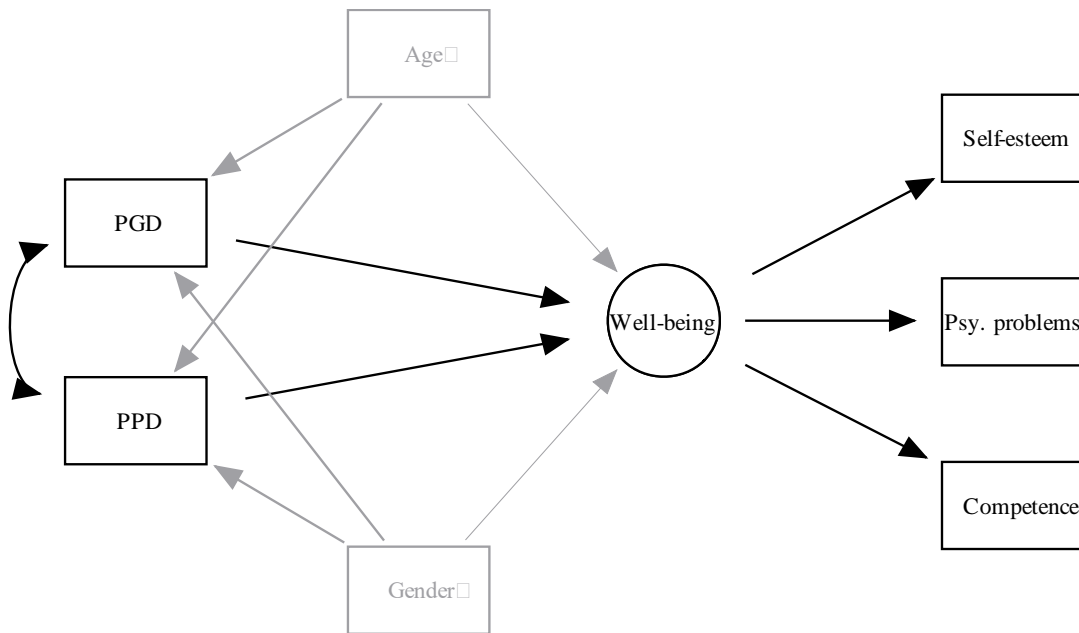 Age
Self-esteem
PGD
Well-being
Psy. problems
PPD
Competence
Gender